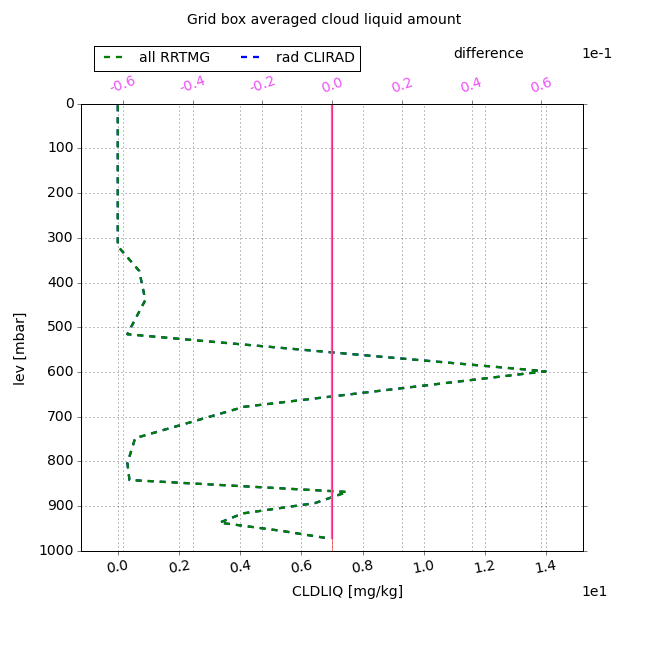 Grid box averaged cloud liquid amount
all RRTMG rad CLIRAD difference 1e-1
-0.6 -0.4 -0.2 0.0 0.2 0.4 0.6
0
100
200
300
400
500
600
700
800
900
1000
lev [mbar]
0.0 0.2 0.4 0.6 0.8 1.0 1.2 1.4
CLDLIQ [mg/kg] 1e1